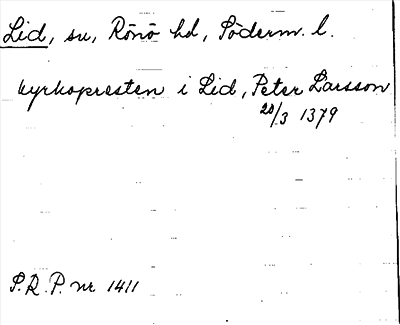 Lid, sn, Rönö hd, Söderm. l.
kyrkopresten i Lid, Peter Larsson
20/3 1379
S.R.P. nr 1411